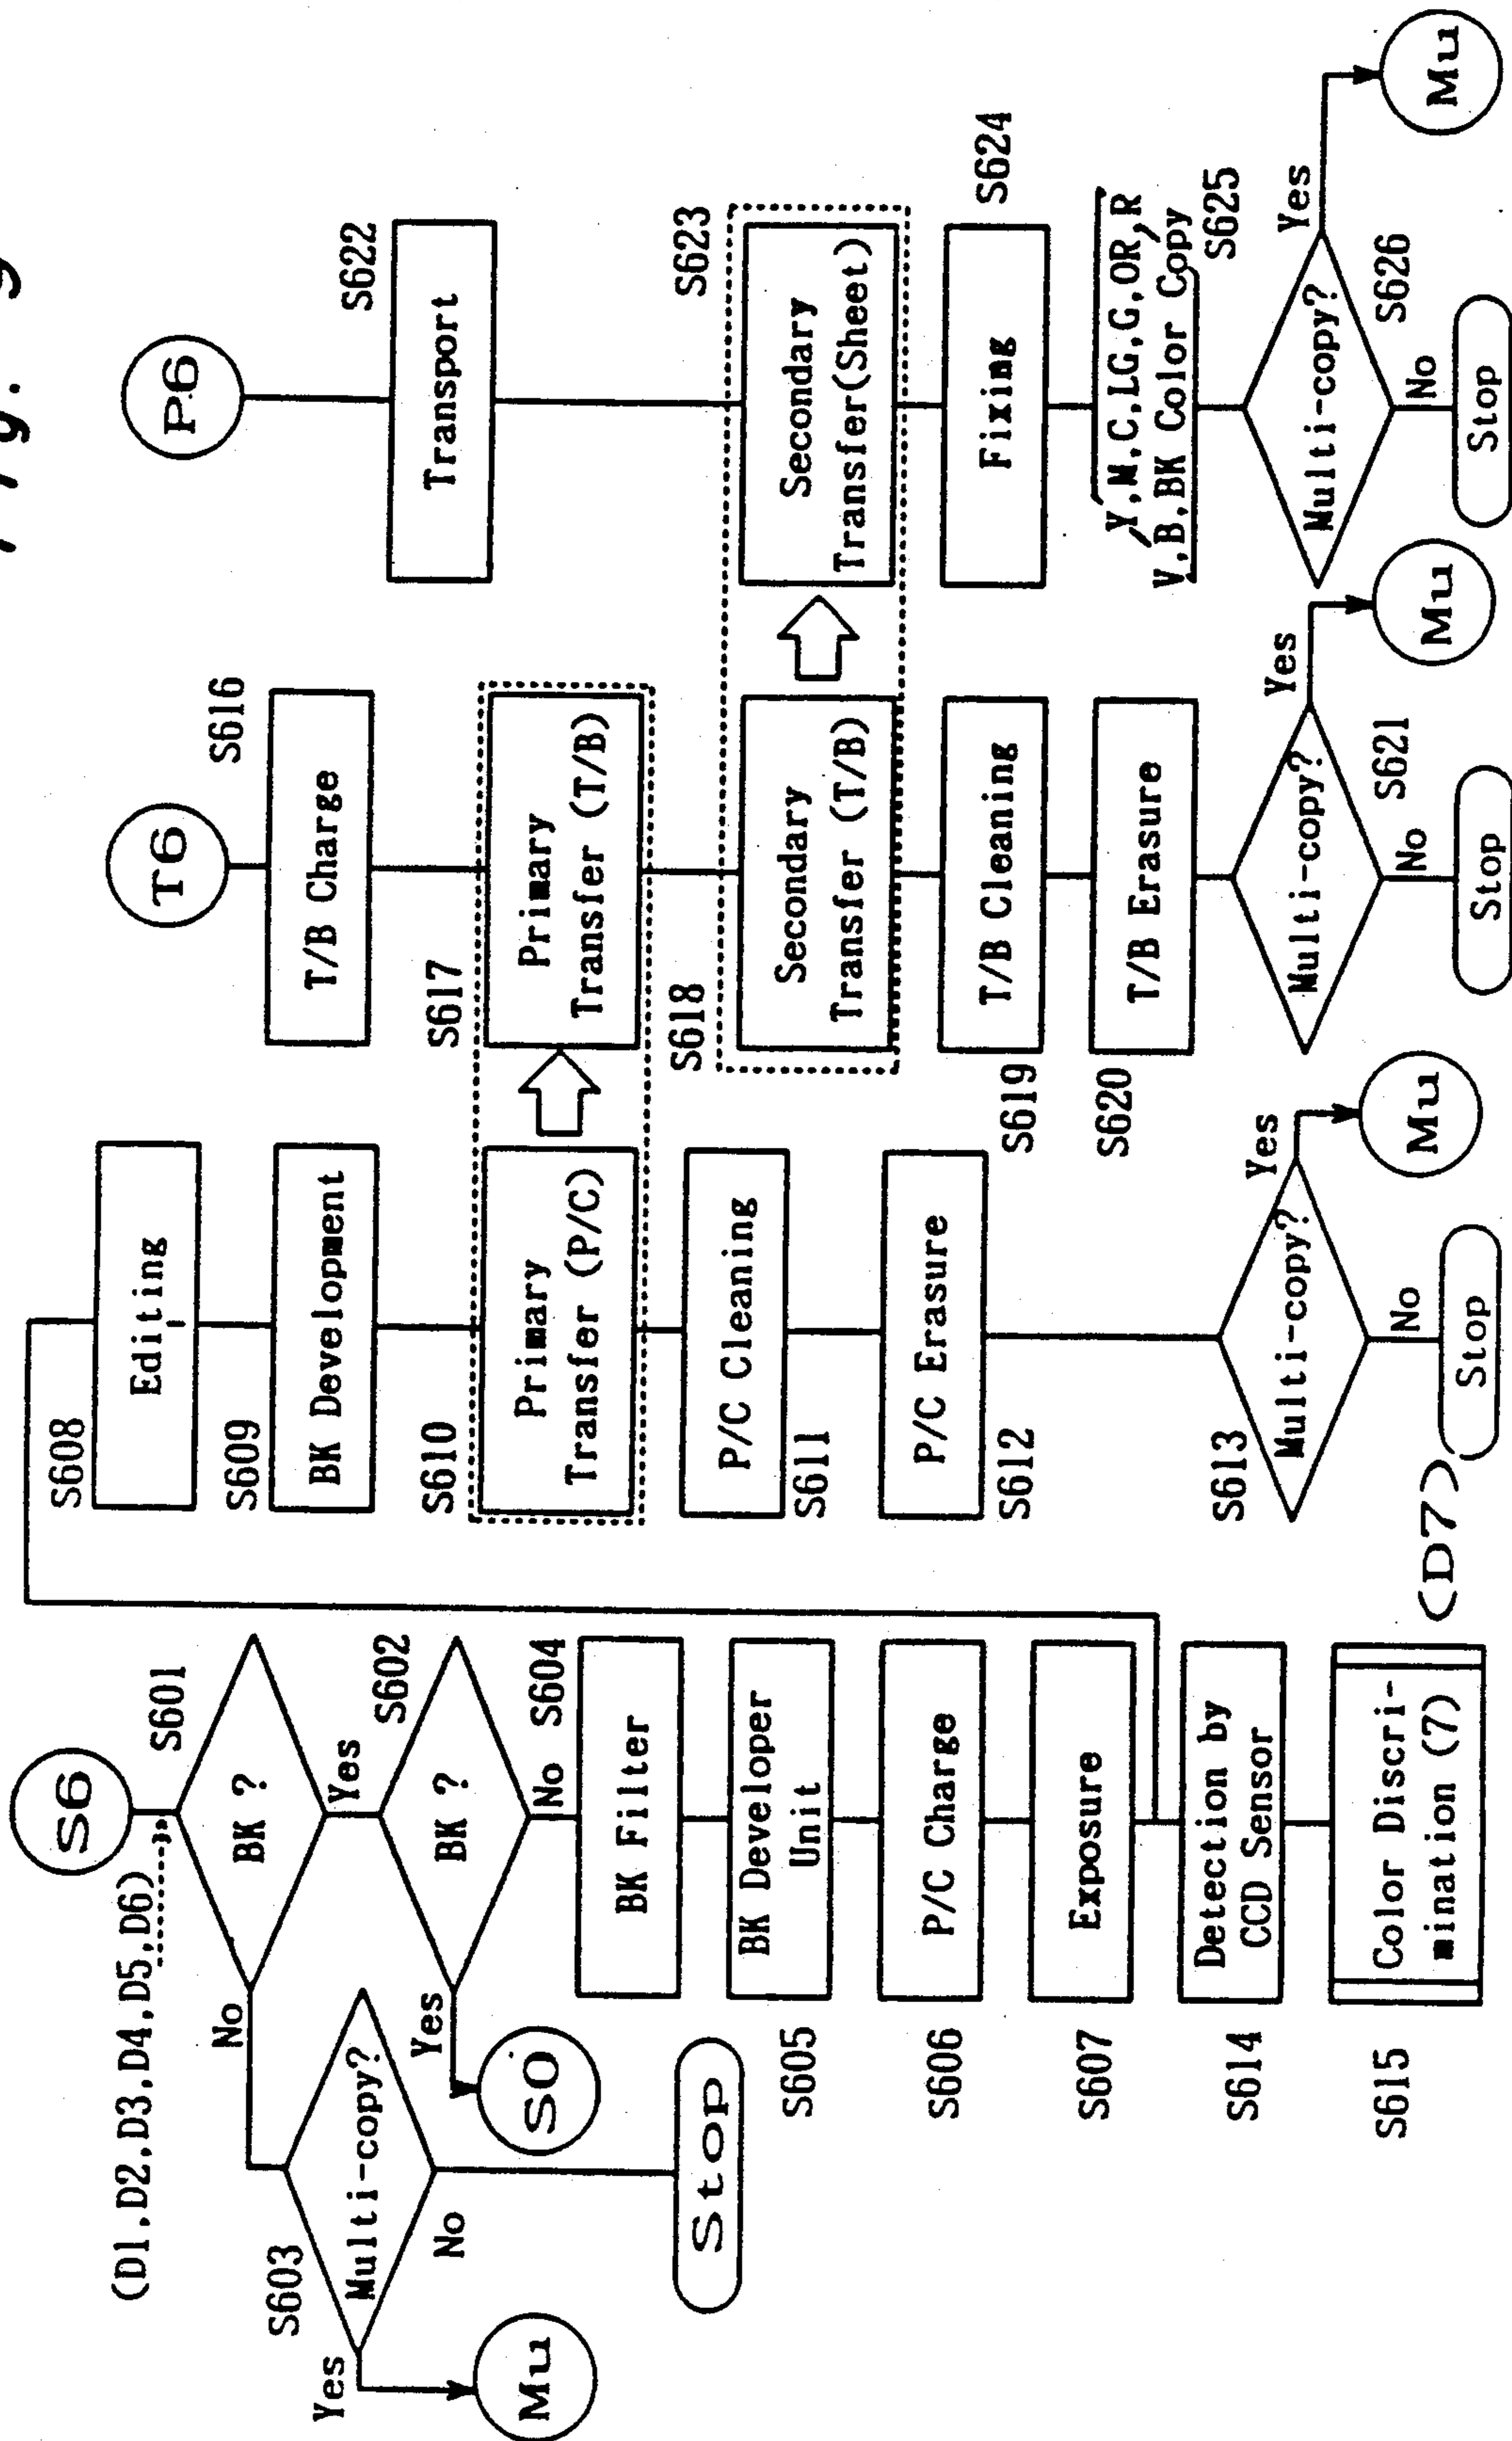 Fig. 9
S6
(D1,D2,D3,D4,D5,D6)
S601
BK ?
No
Yes
S602
BK ?
Yes
No
S0
S603
Multi-copy?
Yes
No
Mu
Stop
S604
BK Filter
BK Developer
Unit
S605
P/C Charge
S606
Exposure
S607
Detection by
CCD Sensor
S614
Color Discri-
mination (7)
S615
(D7)
S608
Editing
S609
BK Development
S610
Primary
Transfer (P/C)
P/C Cleaning
S611
P/C Erasure
S612
S613
Multi-copy?
Yes
No
Mu
Stop
T6
S616
T/B Charge
S617
Primary
Transfer (T/B)
S618
Secondary
Transfer (T/B)
T/B Cleaning
S619
T/B Erasure
S620
Multi-copy?
Yes
S621
No
Mu
Stop
P6
S622
Transport
S623
Secondary
Transfer(Sheet)
S624
Fixing
Y,M,C,LG,G,OR,R
V,B,BK Color Copy
S625
Multi-copy?
Yes
S626
No
Mu
Stop